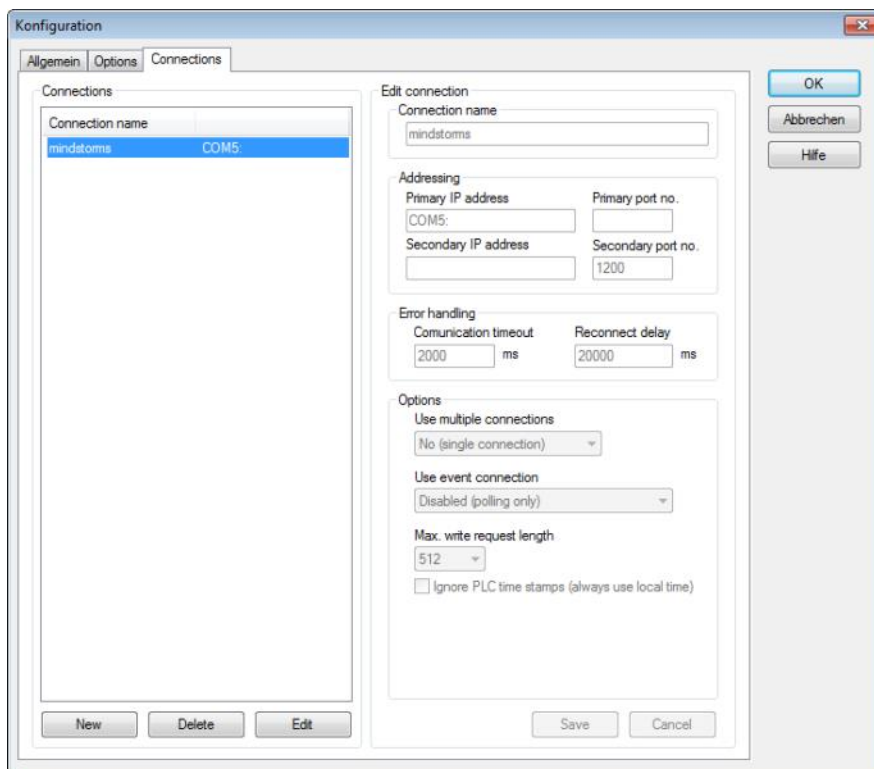 Konfiguration
Allgemein Options Connections
Connections
Connection name
mindstorms COM5:
New Delete Edit
Edit connection
Connection name
mindstorms
Addressing
Primary IP address Primary port no.
COM5:
Secondary IP address Secondary port no.
1200
Error handling
Comunication timeout Reconnect delay
2000 ms 20000 ms
Options
Use multiple connections
No (single connection)
Use event connection
Disabled (polling only)
Max. write request length
512
Ignore PLC time stamps (always use local time)
Save Cancel
OK
Abbrechen
Hilfe